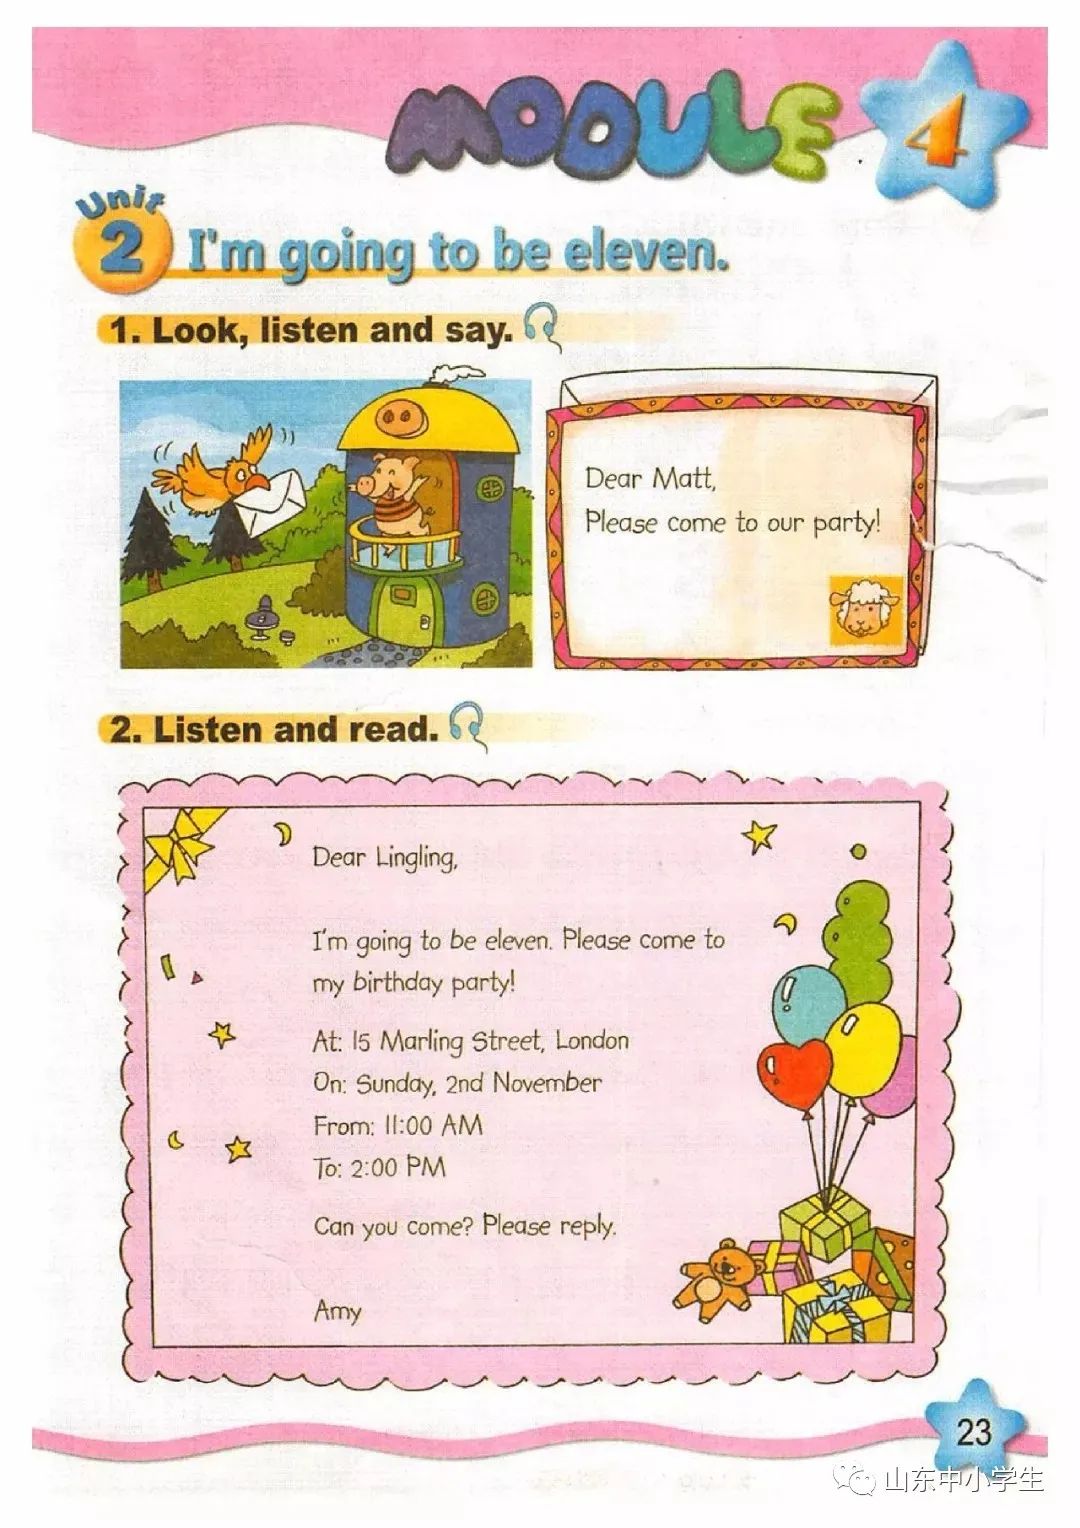 MODULE 4
Unit 2 I'm going to be eleven.
1. Look, listen and say.
Dear Matt,
Please come to our party!
2. Listen and read.
Dear Lingling,
I'm going to be eleven. Please come to
my birthday party!
At: 15 Marling Street, London
On: Sunday, 2nd November
From: 11:00 AM
To: 2:00 PM
Can you come? Please reply.
Amy
23
山东中小学生